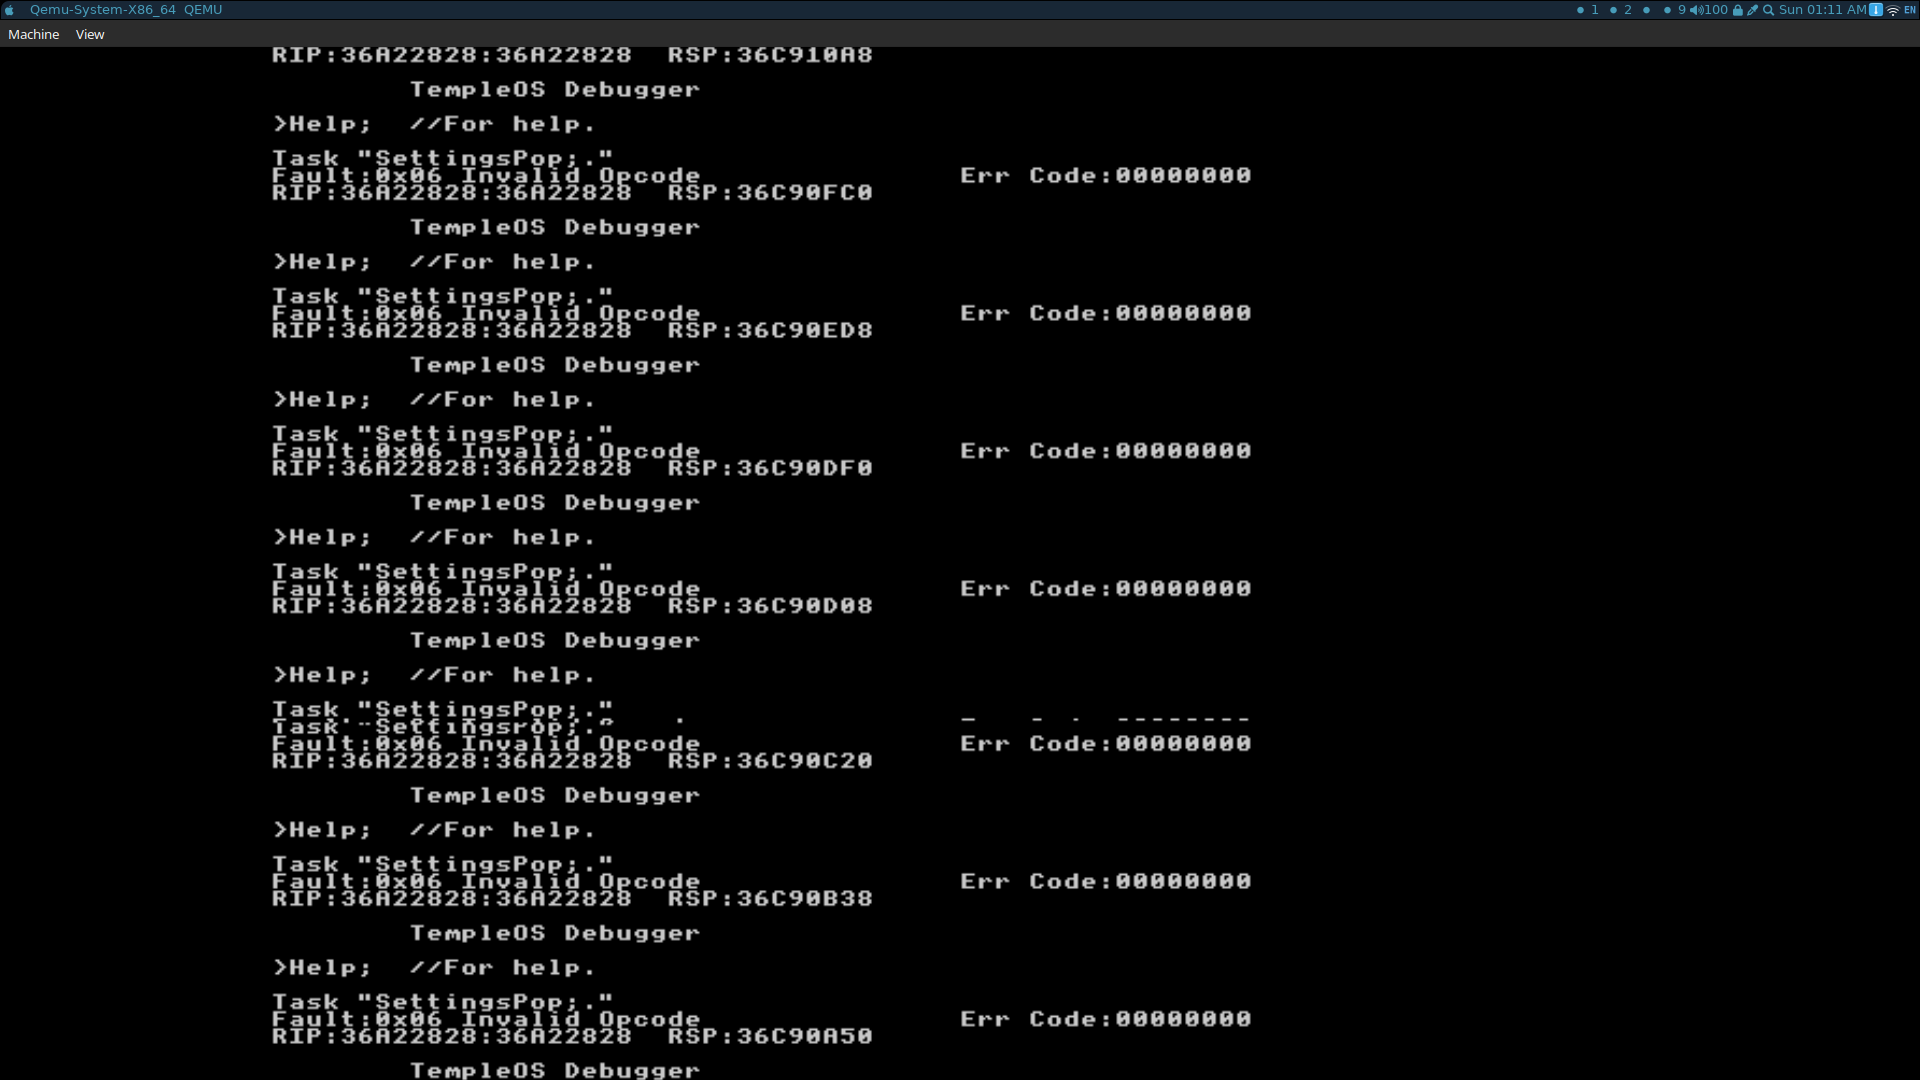 Qemu-System-X86_64 QEMU 1 2 9 100 Sun 01:11 AM EN
Machine View
RIP:36A22828:36A22828 RSP:36C910A8
TempleOS Debugger
>Help; //For help.
Task "SettingsPop;."
Fault:0x06 Invalid Opcode Err Code:00000000
RIP:36A22828:36A22828 RSP:36C90FC0
TempleOS Debugger
>Help; //For help.
Task "SettingsPop;."
Fault:0x06 Invalid Opcode Err Code:00000000
RIP:36A22828:36A22828 RSP:36C90ED8
TempleOS Debugger
>Help; //For help.
Task "SettingsPop;."
Fault:0x06 Invalid Opcode Err Code:00000000
RIP:36A22828:36A22828 RSP:36C90DF0
TempleOS Debugger
>Help; //For help.
Task "SettingsPop;."
Fault:0x06 Invalid Opcode Err Code:00000000
RIP:36A22828:36A22828 RSP:36C90D08
TempleOS Debugger
>Help; //For help.
Task "SettingsPop;."
Task "SettingsPop;."
Fault:0x06 Invalid Opcode Err Code:00000000
RIP:36A22828:36A22828 RSP:36C90C20
TempleOS Debugger
>Help; //For help.
Task "SettingsPop;."
Fault:0x06 Invalid Opcode Err Code:00000000
RIP:36A22828:36A22828 RSP:36C90B38
TempleOS Debugger
>Help; //For help.
Task "SettingsPop;."
Fault:0x06 Invalid Opcode Err Code:00000000
RIP:36A22828:36A22828 RSP:36C90A50
TempleOS Debugger